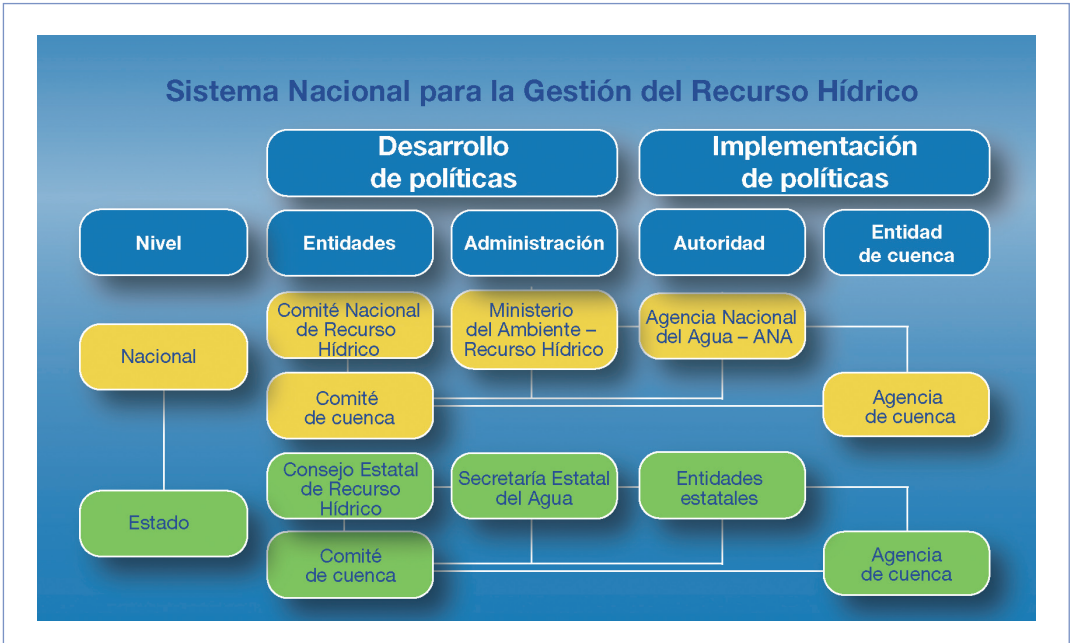 Sistema Nacional para la Gestión del Recurso Hídrico
Desarrollo
de políticas
Implementación
de políticas
Nivel
Entidades
Administración
Autoridad
Entidad
de cuenca
Nacional
Comité Nacional
de Recurso
Hídrico
Ministerio
del Ambiente –
Recurso Hídrico
Agencia Nacional
del Agua – ANA
Comité
de cuenca
Agencia
de cuenca
Estado
Consejo Estatal
de Recurso
Hídrico
Secretaría Estatal
del Agua
Entidades
estatales
Comité
de cuenca
Agencia
de cuenca